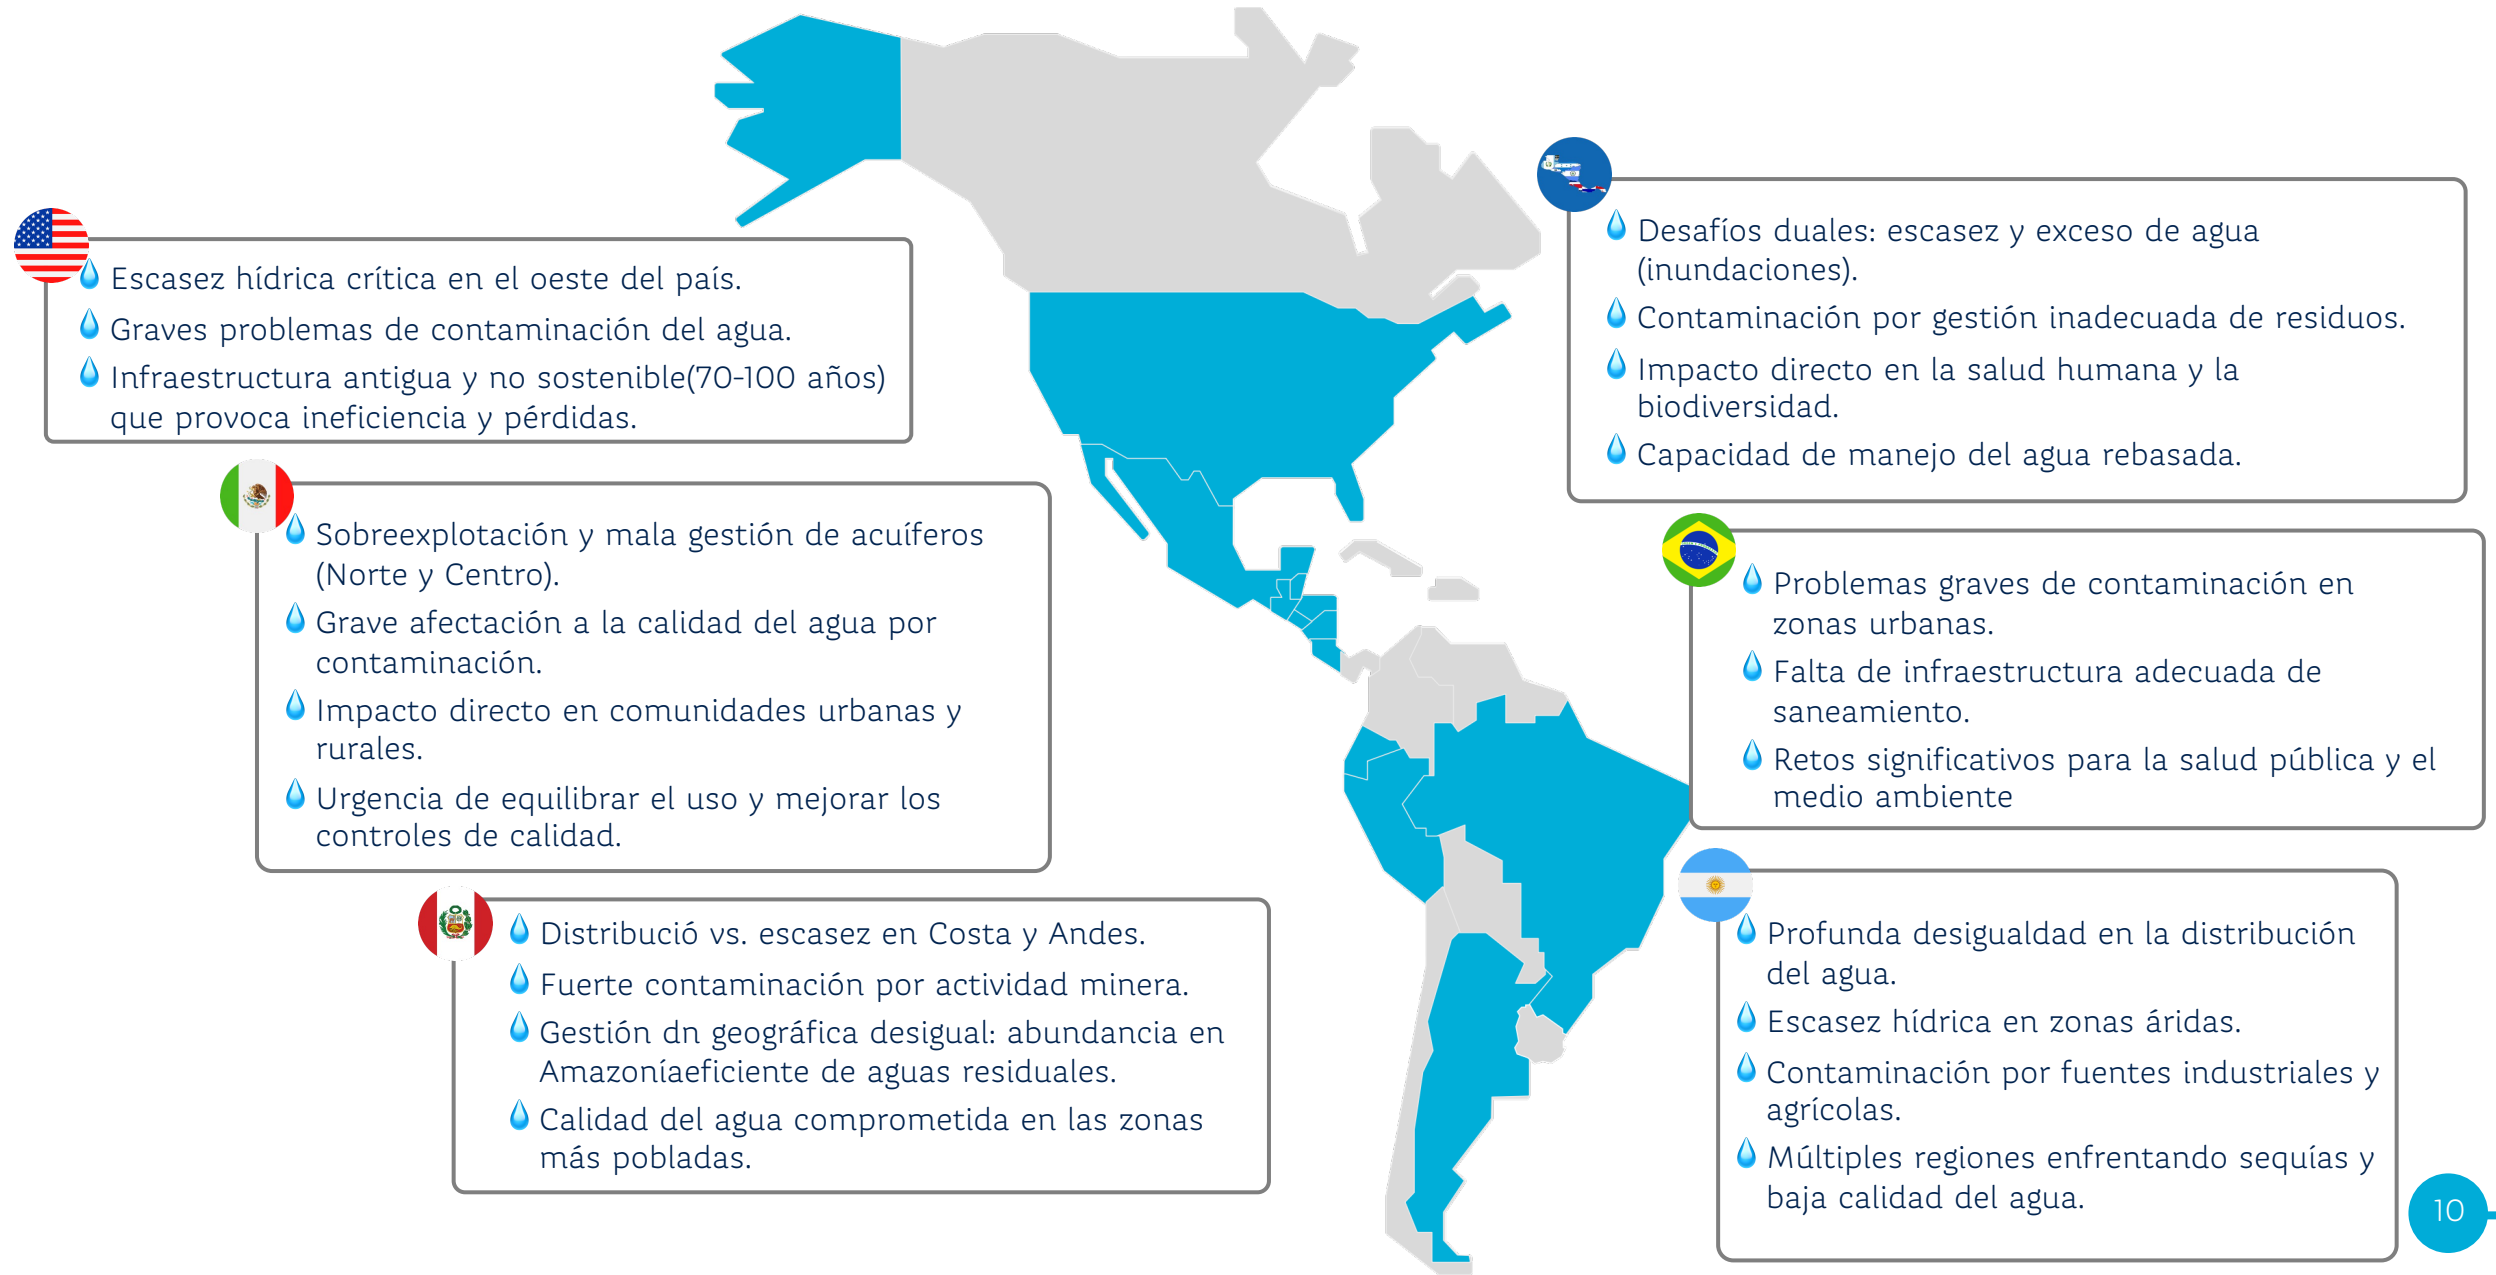 Escasez hídrica crítica en el oeste del país.
Graves problemas de contaminación del agua.
Infraestructura antigua y no sostenible(70-100 años)
que provoca ineficiencia y pérdidas.
Sobreexplotación y mala gestión de acuíferos
(Norte y Centro).
Grave afectación a la calidad del agua por
contaminación.
Impacto directo en comunidades urbanas y
rurales.
Urgencia de equilibrar el uso y mejorar los
controles de calidad.
Distribució vs. escasez en Costa y Andes.
Fuerte contaminación por actividad minera.
Gestión dn geográfica desigual: abundancia en
Amazoníaeficiente de aguas residuales.
Calidad del agua comprometida en las zonas
más pobladas.
Desafíos duales: escasez y exceso de agua
(inundaciones).
Contaminación por gestión inadecuada de residuos.
Impacto directo en la salud humana y la
biodiversidad.
Capacidad de manejo del agua rebasada.
Problemas graves de contaminación en
zonas urbanas.
Falta de infraestructura adecuada de
saneamiento.
Retos significativos para la salud pública y el
medio ambiente
Profunda desigualdad en la distribución
del agua.
Escasez hídrica en zonas áridas.
Contaminación por fuentes industriales y
agrícolas.
Múltiples regiones enfrentando sequías y
baja calidad del agua.
10